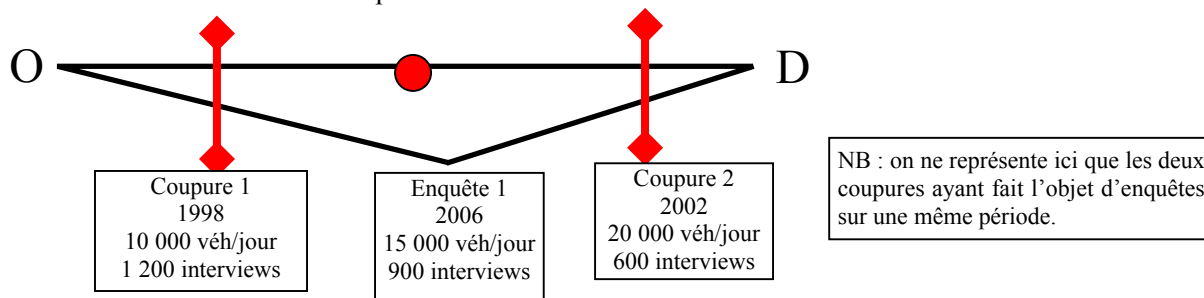 O
D
Coupure 1
1998
10 000 véh/jour
1 200 interviews
Enquête 1
2006
15 000 véh/jour
900 interviews
Coupure 2
2002
20 000 véh/jour
600 interviews
NB : on ne représente ici que les deux
coupures ayant fait l’objet d’enquêtes
sur une même période.